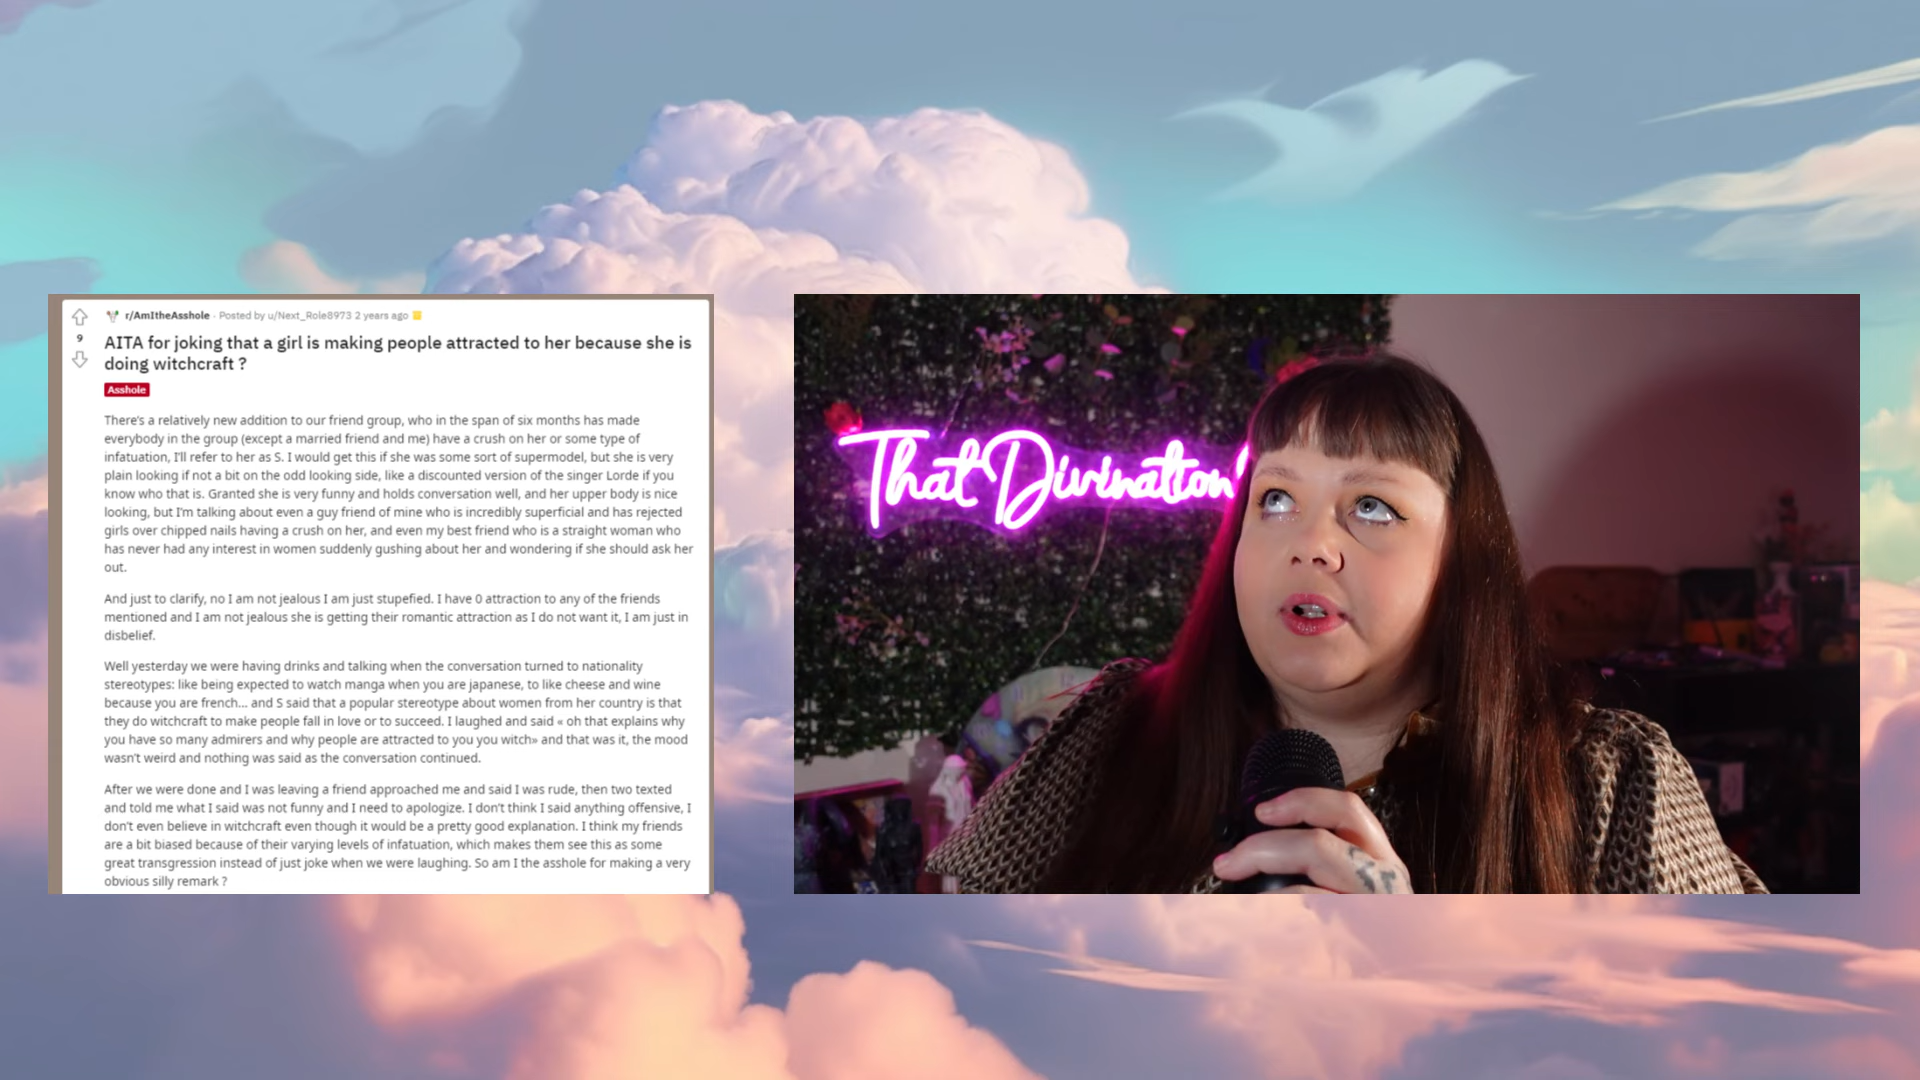 r/AmItheAsshole · Posted by u/Next_Role8973 2 years ago
9
AITA for joking that a girl is making people attracted to her because she is
doing witchcraft ?
Asshole
There's a relatively new addition to our friend group, who in the span of six months has made
everybody in the group (except a married friend and me) have a crush on her or some type of
infatuation, I'll refer to her as S. I would get this if she was some sort of supermodel, but she is very
plain looking if not a bit on the odd looking side, like a discounted version of the singer Lorde if you
know who that is. Granted she is very funny and holds conversation well, and her upper body is nice
looking, but I'm talking about even a guy friend of mine who is incredibly superficial and has rejected
girls over chipped nails having a crush on her, and even my best friend who is a straight woman who
has never had any interest in women suddenly gushing about her and wondering if she should ask her
out.
And just to clarify, no I am not jealous I am just stupefied. I have 0 attraction to any of the friends
mentioned and I am not jealous she is getting their romantic attraction as I do not want it, I am just in
disbelief.
Well yesterday we were having drinks and talking when the conversation turned to nationality
stereotypes: like being expected to watch manga when you are japanese, to like cheese and wine
because you are french... and S said that a popular stereotype about women from her country is that
they do witchcraft to make people fall in love or to succeed. I laughed and said « oh that explains why
you have so many admirers and why people are attracted to you you witch» and that was it, the mood
wasn't weird and nothing was said as the conversation continued.
After we were done and I was leaving a friend approached me and said I was rude, then two texted
and told me what I said was not funny and I need to apologize. I don't think I said anything offensive, I
don't even believe in witchcraft even though it would be a pretty good explanation. I think my friends
are a bit biased because of their varying levels of infatuation, which makes them see this as some
great transgression instead of just joke when we were laughing. So am I the asshole for making a very
obvious silly remark ?
That Divination